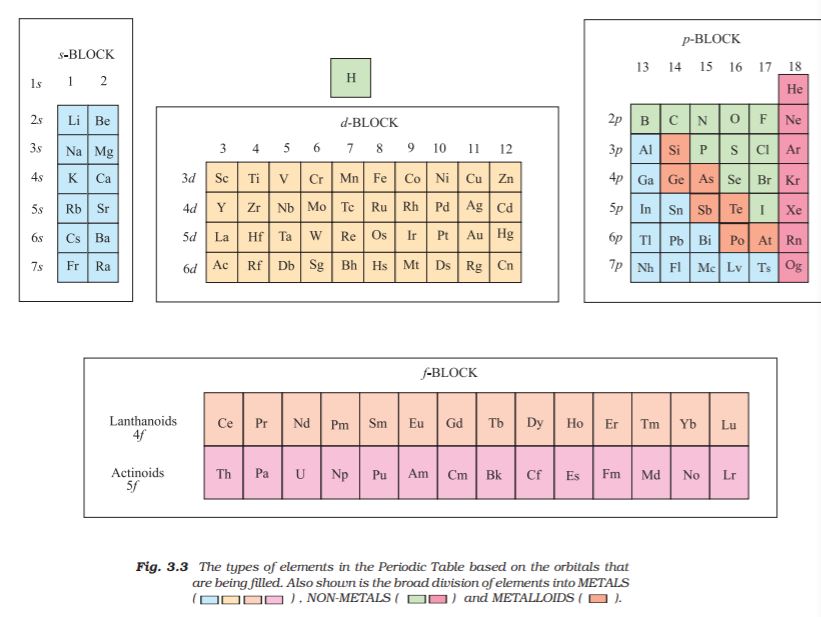 s-BLOCK
1s 1 2
2s Li Be
3s Na Mg
4s K Ca
5s Rb Sr
6s Cs Ba
7s Fr Ra
H
d-BLOCK
3 4 5 6 7 8 9 10 11 12
3d Sc Ti V Cr Mn Fe Co Ni Cu Zn
4d Y Zr Nb Mo Tc Ru Rh Pd Ag Cd
5d La Hf Ta W Re Os Ir Pt Au Hg
6d Ac Rf Db Sg Bh Hs Mt Ds Rg Cn
p-BLOCK
13 14 15 16 17 18
He
2p B C N O F Ne
3p Al Si P S Cl Ar
4p Ga Ge As Se Br Kr
5p In Sn Sb Te I Xe
6p Tl Pb Bi Po At Rn
7p Nh Fl Mc Lv Ts Og
f-BLOCK
Lanthanoids
4f
Ce Pr Nd Pm Sm Eu Gd Tb Dy Ho Er Tm Yb Lu
Actinoids
5f
Th Pa U Np Pu Am Cm Bk Cf Es Fm Md No Lr
Fig. 3.3 The types of elements in the Periodic Table based on the orbitals that
are being filled. Also shown is the broad division of elements into METALS
( ) , NON-METALS ( ) and METALLOIDS ( ).